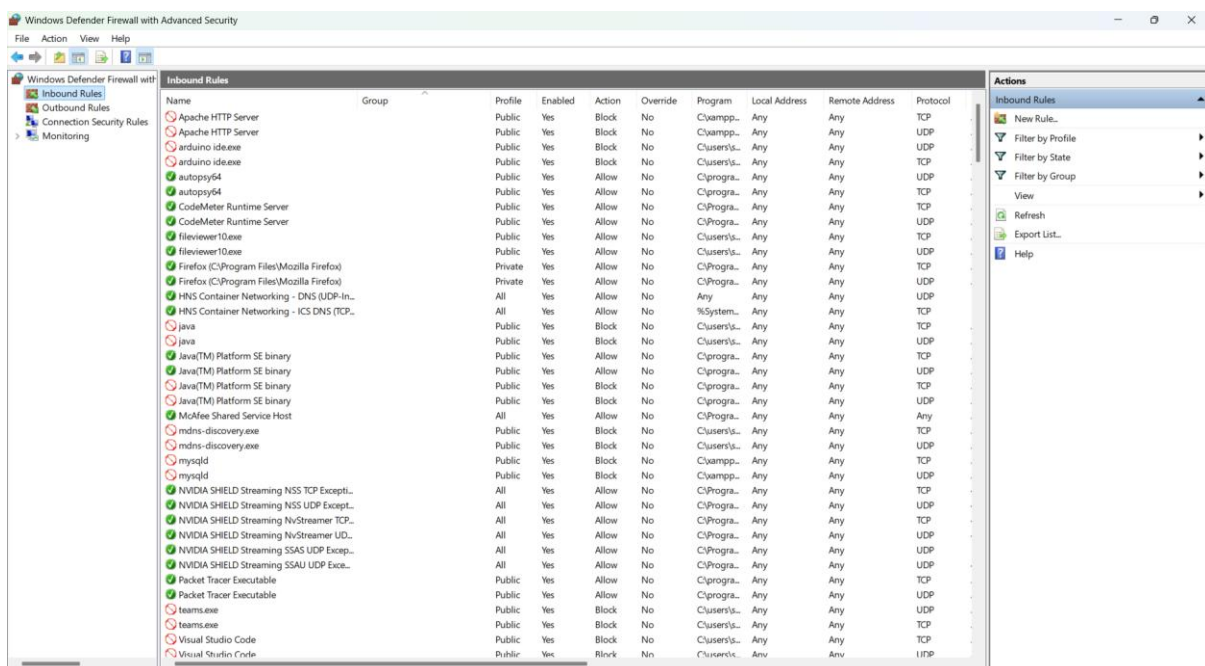 Windows Defender Firewall with Advanced Security
File Action View Help
Windows Defender Firewall with
Inbound Rules
Outbound Rules
Connection Security Rules
Monitoring
Inbound Rules
Name Group Profile Enabled Action Override Program Local Address Remote Address Protocol
Apache HTTP Server Public Yes Block No C:\xampp... Any Any TCP
Apache HTTP Server Public Yes Block No C:\xampp... Any Any UDP
arduino ide.exe Public Yes Block No C:\users\s... Any Any UDP
arduino ide.exe Public Yes Block No C:\users\s... Any Any TCP
autopsy64 Public Yes Allow No C:\progra... Any Any UDP
autopsy64 Public Yes Allow No C:\progra... Any Any TCP
CodeMeter Runtime Server Public Yes Allow No C:\Progra... Any Any TCP
CodeMeter Runtime Server Public Yes Allow No C:\Progra... Any Any UDP
fileviewer10.exe Public Yes Allow No C:\users\s... Any Any TCP
fileviewer10.exe Public Yes Allow No C:\users\s... Any Any UDP
Firefox (C:\Program Files\Mozilla Firefox) Private Yes Allow No C:\Progra... Any Any TCP
Firefox (C:\Program Files\Mozilla Firefox) Private Yes Allow No C:\Progra... Any Any UDP
HNS Container Networking - DNS (UDP-In... All Yes Allow No Any Any Any UDP
HNS Container Networking - ICS DNS (TCP... All Yes Allow No %System... Any Any TCP
java Public Yes Block No C:\users\s... Any Any TCP
java Public Yes Block No C:\users\s... Any Any UDP
Java(TM) Platform SE binary Public Yes Allow No C:\progra... Any Any TCP
Java(TM) Platform SE binary Public Yes Allow No C:\progra... Any Any UDP
Java(TM) Platform SE binary Public Yes Block No C:\progra... Any Any TCP
Java(TM) Platform SE binary Public Yes Block No C:\progra... Any Any UDP
McAfee Shared Service Host All Yes Allow No C:\Progra... Any Any Any
mdns-discovery.exe Public Yes Block No C:\users\s... Any Any TCP
mdns-discovery.exe Public Yes Block No C:\users\s... Any Any UDP
mysqld Public Yes Block No C:\xampp... Any Any TCP
mysqld Public Yes Block No C:\xampp... Any Any UDP
NVIDIA SHIELD Streaming NSS TCP Excepti... All Yes Allow No C:\Progra... Any Any TCP
NVIDIA SHIELD Streaming NSS UDP Except... All Yes Allow No C:\Progra... Any Any UDP
NVIDIA SHIELD Streaming NvStreamer TCP... All Yes Allow No C:\Progra... Any Any TCP
NVIDIA SHIELD Streaming NvStreamer UD... All Yes Allow No C:\Progra... Any Any UDP
NVIDIA SHIELD Streaming SSAS UDP Excep... All Yes Allow No C:\Progra... Any Any UDP
NVIDIA SHIELD Streaming SSAU UDP Exce... All Yes Allow No C:\Progra... Any Any UDP
Packet Tracer Executable Public Yes Allow No C:\progra... Any Any TCP
Packet Tracer Executable Public Yes Allow No C:\progra... Any Any UDP
teams.exe Public Yes Block No C:\users\s... Any Any UDP
teams.exe Public Yes Block No C:\users\s... Any Any TCP
Visual Studio Code Public Yes Block No C:\users\s... Any Any TCP
Visual Studio Code Public Yes Block No C:\users\s... Any Any UDP
Actions
Inbound Rules
New Rule...
Filter by Profile
Filter by State
Filter by Group
View
Refresh
Export List...
Help